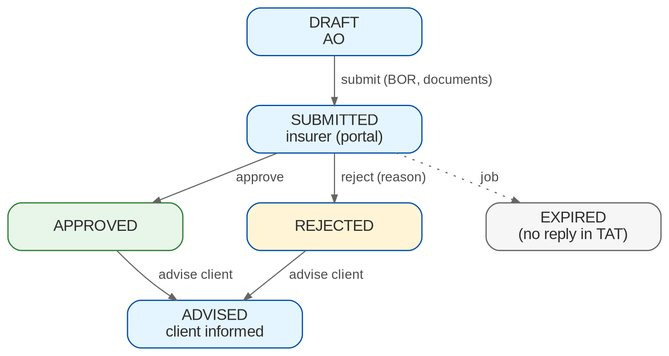 DRAFT
AO
submit (BOR, documents)
SUBMITTED
insurer (portal)
approve
reject (reason)
job
APPROVED
REJECTED
EXPIRED
(no reply in TAT)
advise client
advise client
ADVISED
client informed